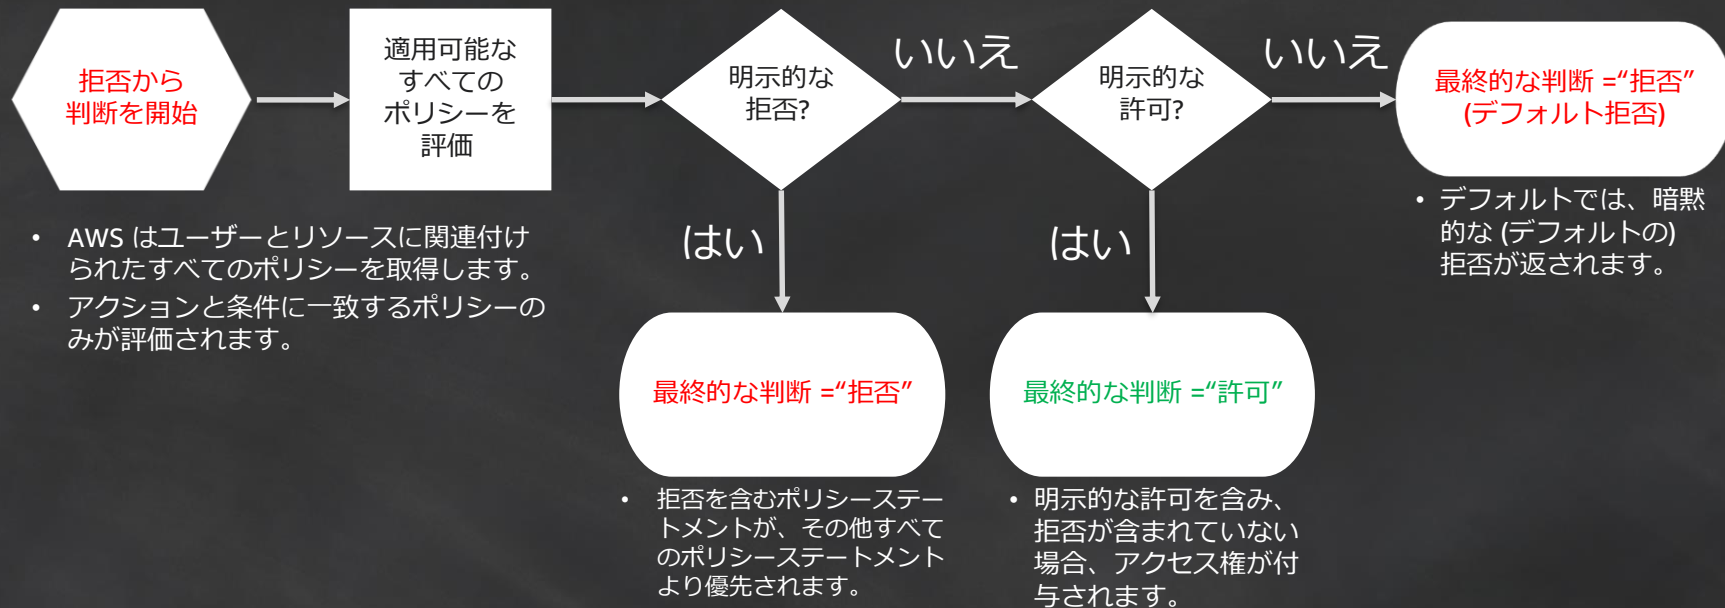 拒否から
判断を開始
適用可能な
すべての
ポリシーを
評価
明示的な
拒否?
いいえ
明示的な
許可?
いいえ
最終的な判断 =“拒否”
(デフォルト拒否)
• AWS はユーザーとリソースに関連付け
られたすべてのポリシーを取得します。
• アクションと条件に一致するポリシーの
みが評価されます。
はい
はい
• デフォルトでは、暗黙
的な (デフォルトの)
拒否が返されます。
最終的な判断 =“拒否”
最終的な判断 =“許可”
• 拒否を含むポリシーステー
トメントが、その他すべて
のポリシーステートメント
より優先されます。
• 明示的な許可を含み、
拒否が含まれていない
場合、アクセス権が付
与されます。